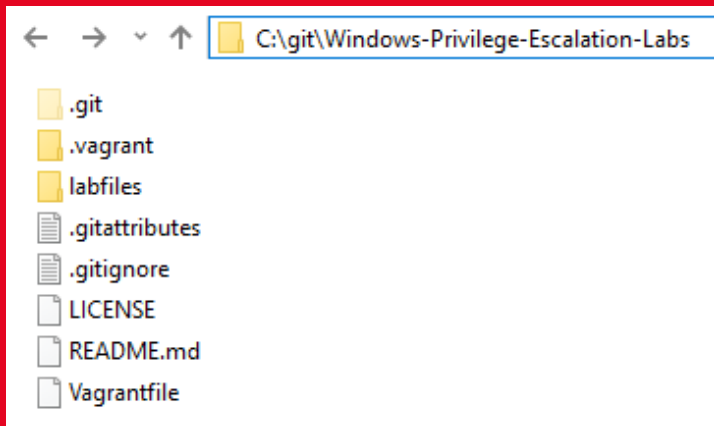 C:\git\Windows-Privilege-Escalation-Labs
.git
.vagrant
labfiles
.gitattributes
.gitignore
LICENSE
README.md
Vagrantfile